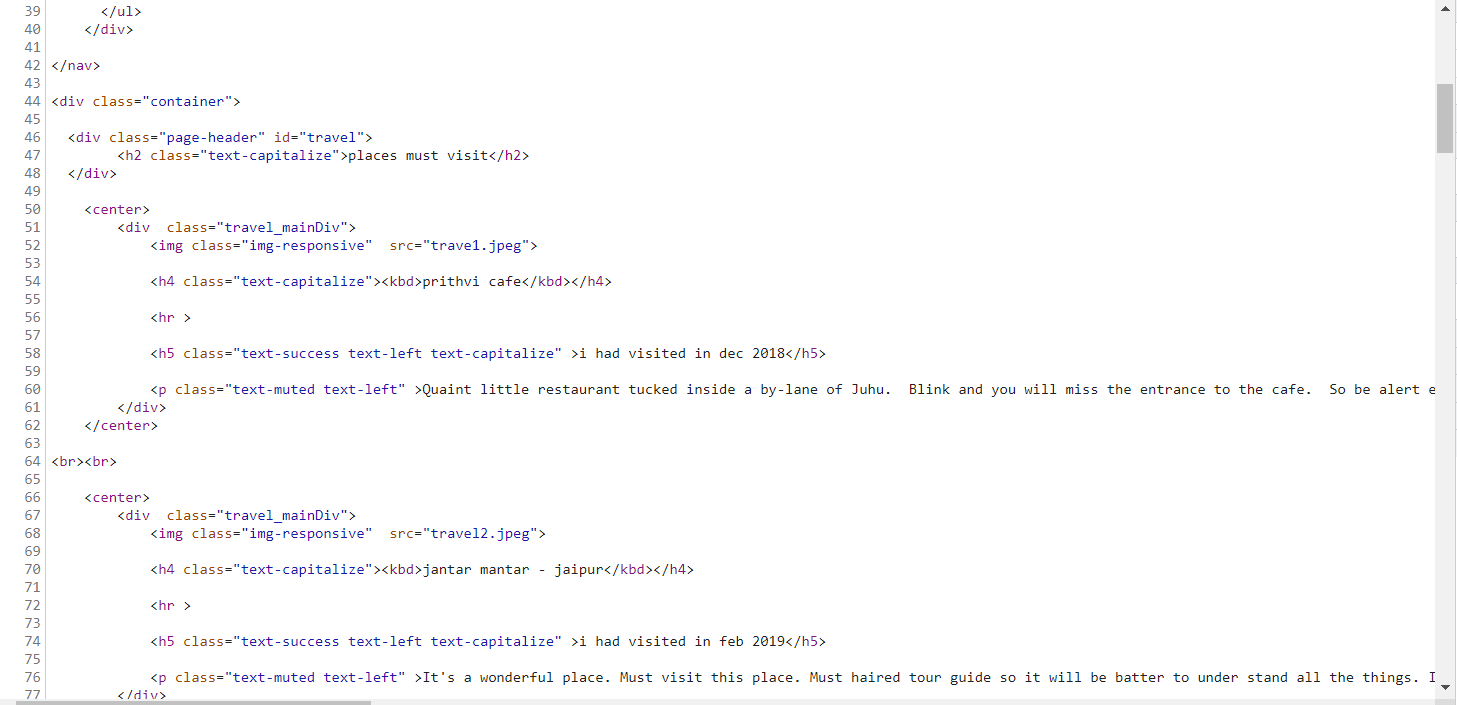 39 </ul>
40 </div>
41
42 </nav>
43
44 <div class="container">
45
46 <div class="page-header" id="travel">
47 <h2 class="text-capitalize">places must visit</h2>
48 </div>
49
50 <center>
51 <div  class="travel_mainDiv">
52 <img class="img-responsive"  src="trave1.jpeg">
53
54 <h4 class="text-capitalize"><kbd>prithvi cafe</kbd></h4>
55
56 <hr >
57
58 <h5 class="text-success text-left text-capitalize" >i had visited in dec 2018</h5>
59
60 <p class="text-muted text-left" >Quaint little restaurant tucked inside a by-lane of Juhu.  Blink and you will miss the entrance to the cafe.  So be alert e
61 </div>
62 </center>
63
64 <br><br>
65
66 <center>
67 <div  class="travel_mainDiv">
68 <img class="img-responsive"  src="travel2.jpeg">
69
70 <h4 class="text-capitalize"><kbd>jantar mantar - jaipur</kbd></h4>
71
72 <hr >
73
74 <h5 class="text-success text-left text-capitalize" >i had visited in feb 2019</h5>
75
76 <p class="text-muted text-left" >It's a wonderful place. Must visit this place. Must haired tour guide so it will be batter to under stand all the things. I
77 </div>